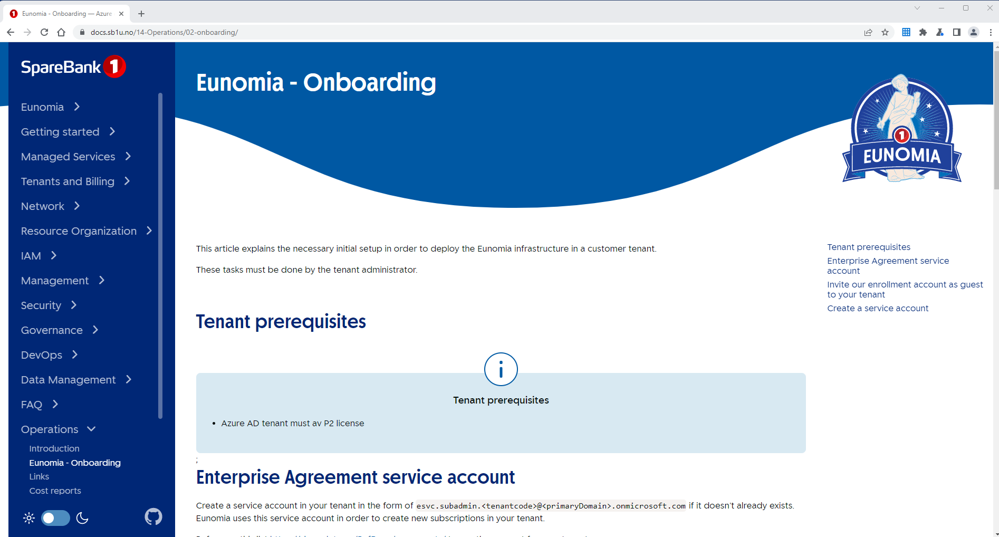 Eunomia - Onboarding — Azure
docs.sb1u.no/14-Operations/02-onboarding/
SpareBank 1
Eunomia
Getting started
Managed Services
Tenants and Billing
Network
Resource Organization
IAM
Management
Security
Governance
DevOps
Data Management
FAQ
Operations
Introduction
Eunomia - Onboarding
Links
Cost reports
Eunomia - Onboarding
1
EUNOMIA
This article explains the necessary initial setup in order to deploy the Eunomia infrastructure in a customer tenant.
These tasks must be done by the tenant administrator.
Tenant prerequisites
i
Tenant prerequisites
• Azure AD tenant must av P2 license
;
Enterprise Agreement service account
Create a service account in your tenant in the form of esvc.subadmin.<tenantcode>@<primaryDomain>.onmicrosoft.com if it doesn't already exists.
Eunomia uses this service account in order to create new subscriptions in your tenant.
Tenant prerequisites
Enterprise Agreement service
account
Invite our enrollment account as guest
to your tenant
Create a service account